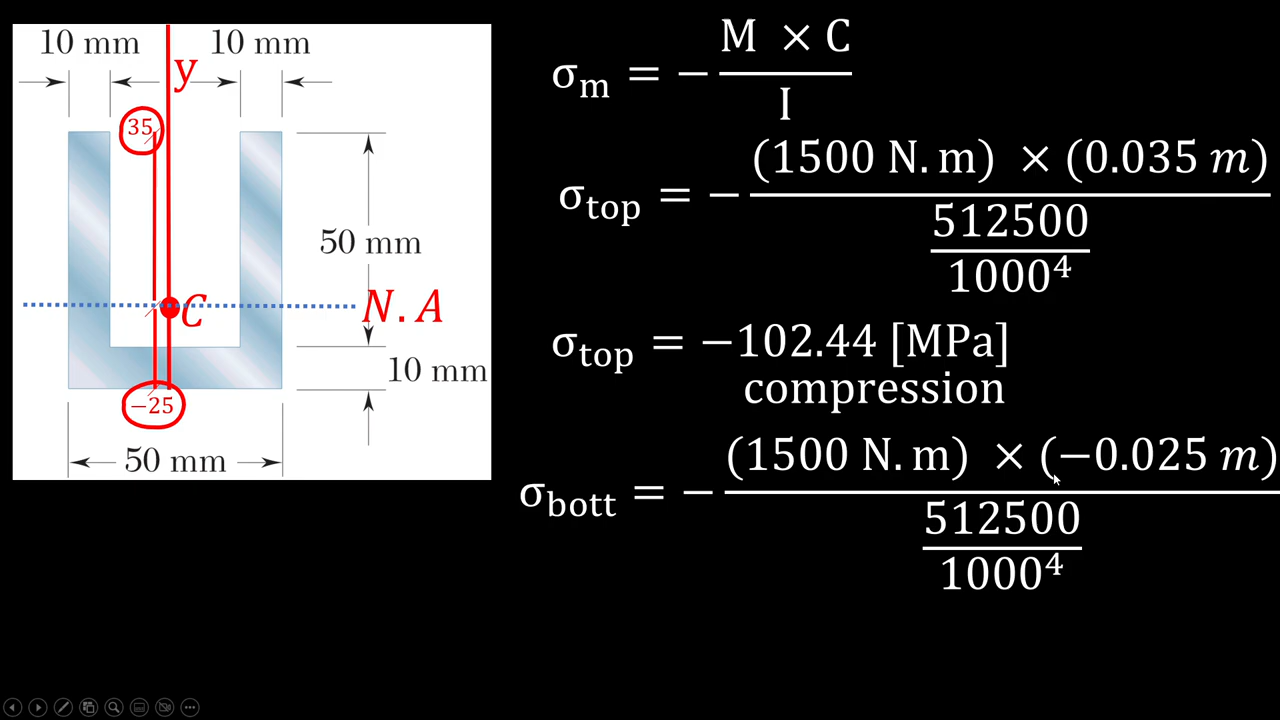 10 mm 10 mm
y
35
50 mm
C N.A
10 mm
−25
50 mm
σm = − M × C / I
σtop = − (1500 N.m) × (0.035 m) / 512500 / 1000⁴
σtop = −102.44 [MPa]
compression
σbott = − (1500 N.m) × (−0.025 m) / 512500 / 1000⁴